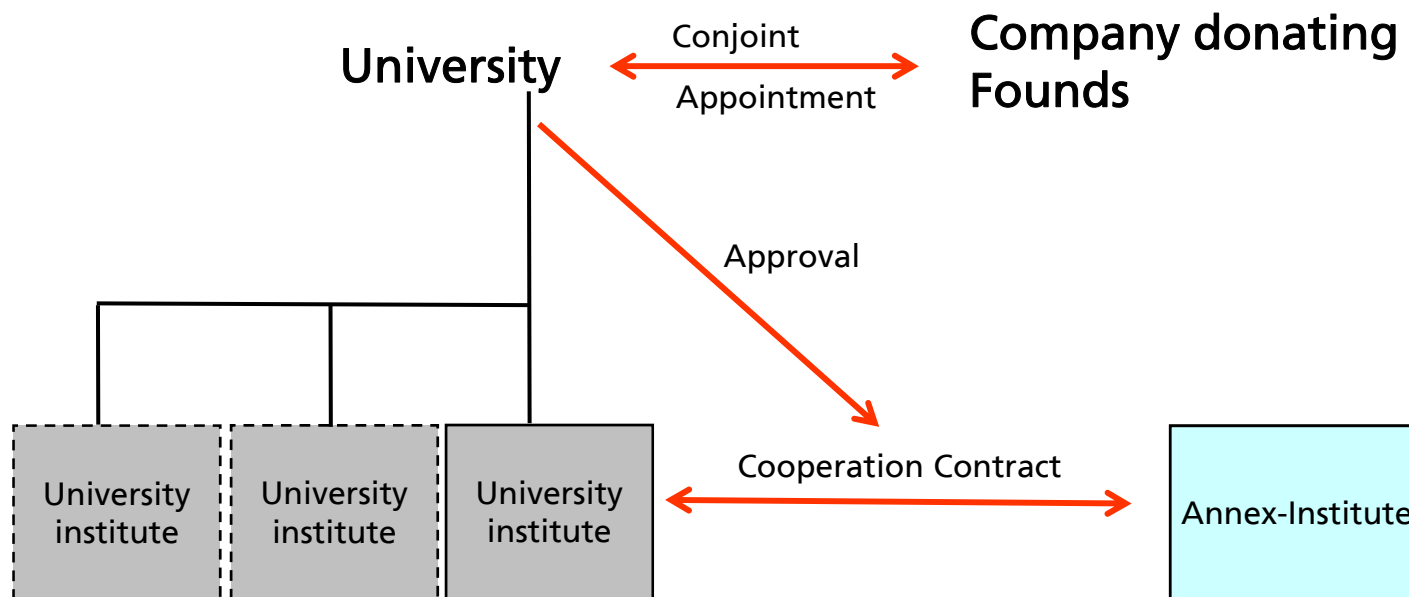 University
Conjoint
Appointment
Company donating
Founds
Approval
Cooperation Contract
University
institute
University
institute
University
institute
Annex-Institute